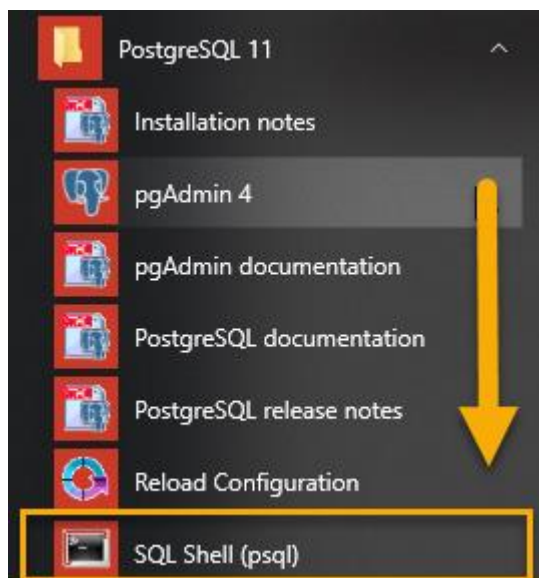 PostgreSQL 11
Installation notes
pgAdmin 4
pgAdmin documentation
PostgreSQL documentation
PostgreSQL release notes
Reload Configuration
SQL Shell (psql)